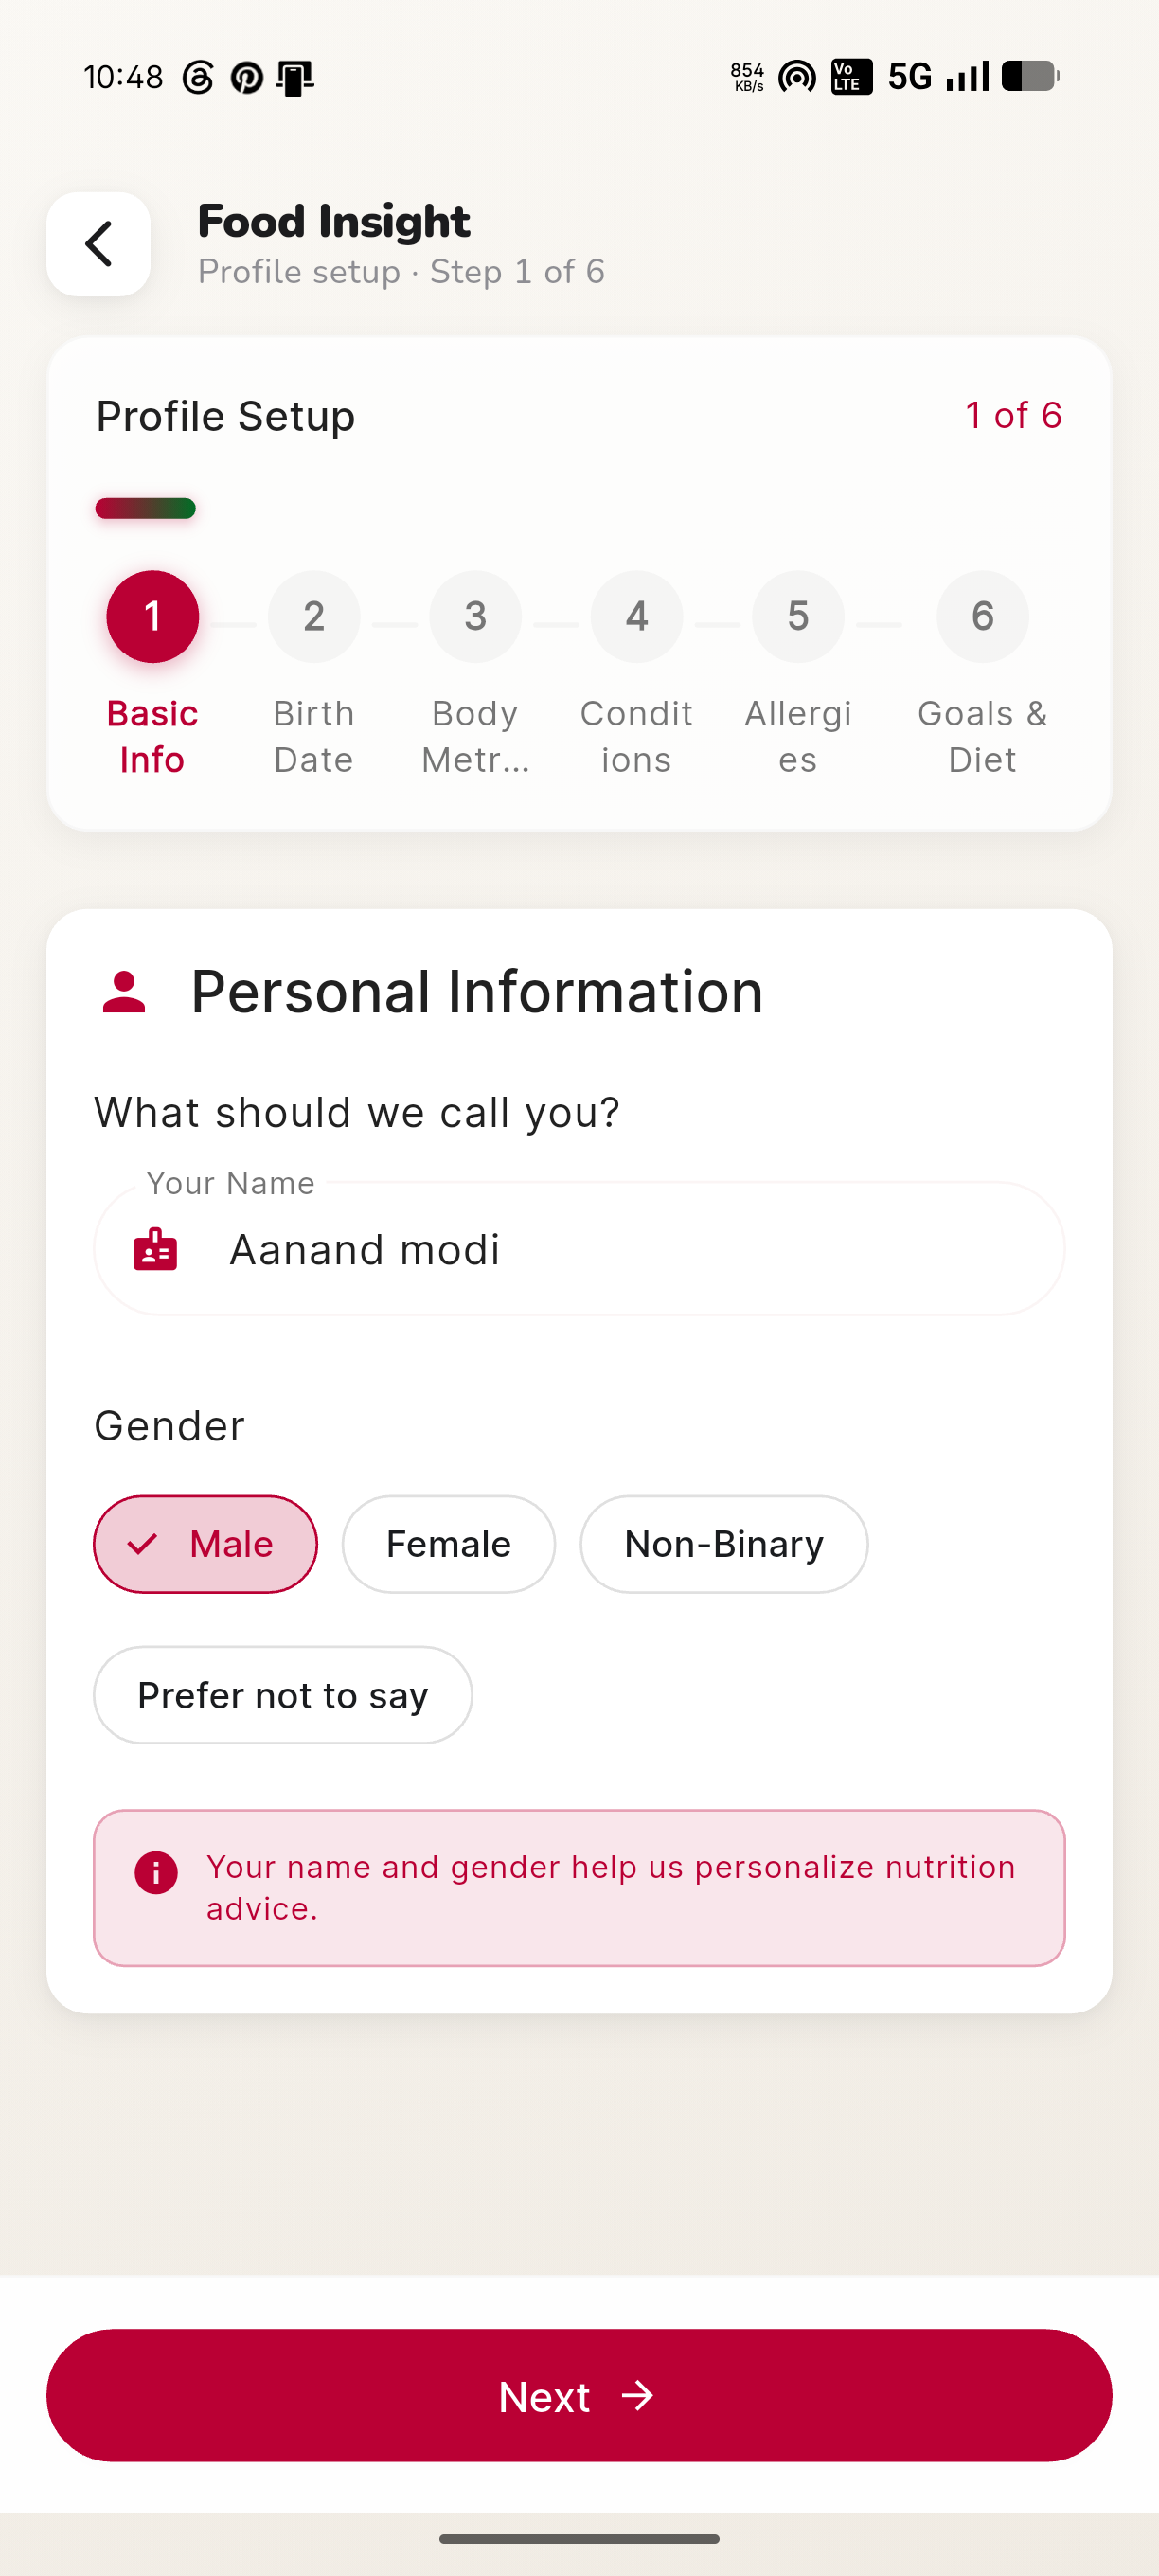 10:48
854 KB/s Vo LTE 5G
Food Insight
Profile setup · Step 1 of 6
Profile Setup
1 of 6
1 2 3 4 5 6
Basic Info
Birth Date
Body Metr...
Condit ions
Allergi es
Goals & Diet
Personal Information
What should we call you?
Your Name
Aanand modi
Gender
Male
Female
Non-Binary
Prefer not to say
Your name and gender help us personalize nutrition
advice.
Next